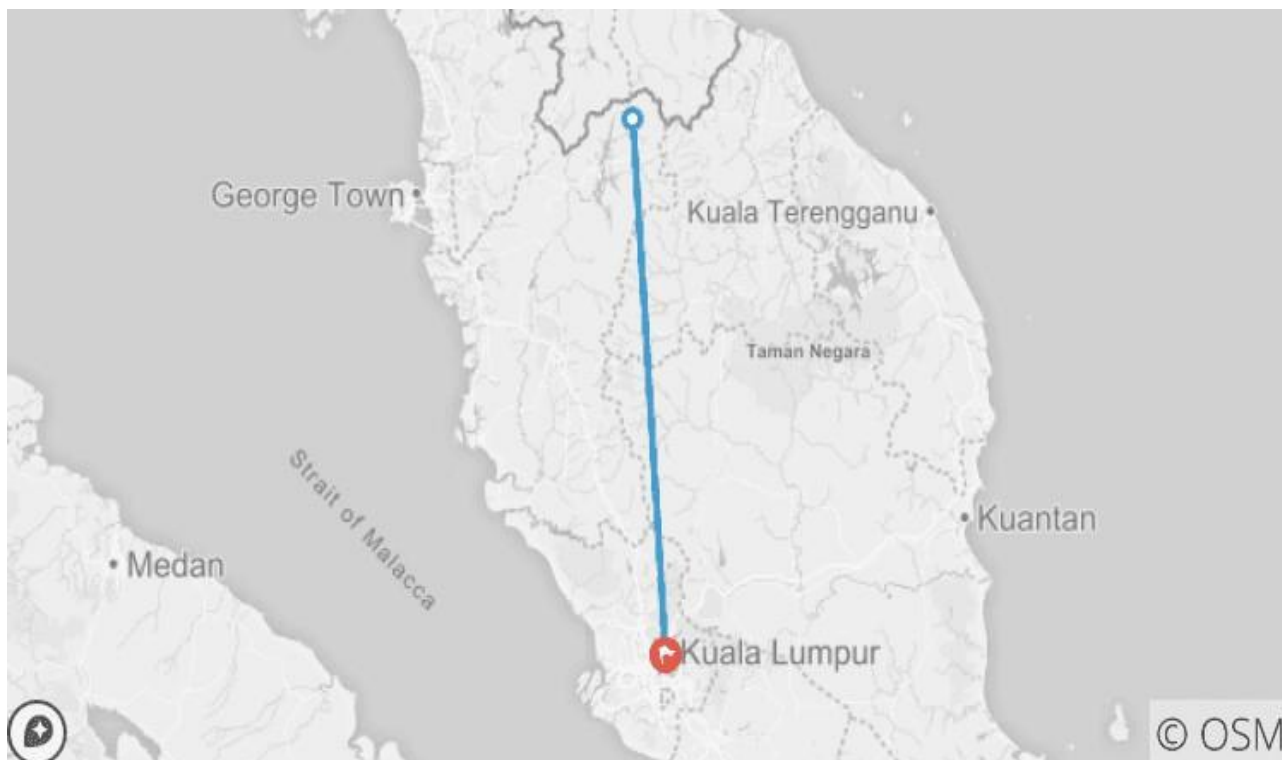 George Town
Kuala Terengganu
Taman Negara
Strait of Malacca
Kuantan
Medan
Kuala Lumpur
© OSM